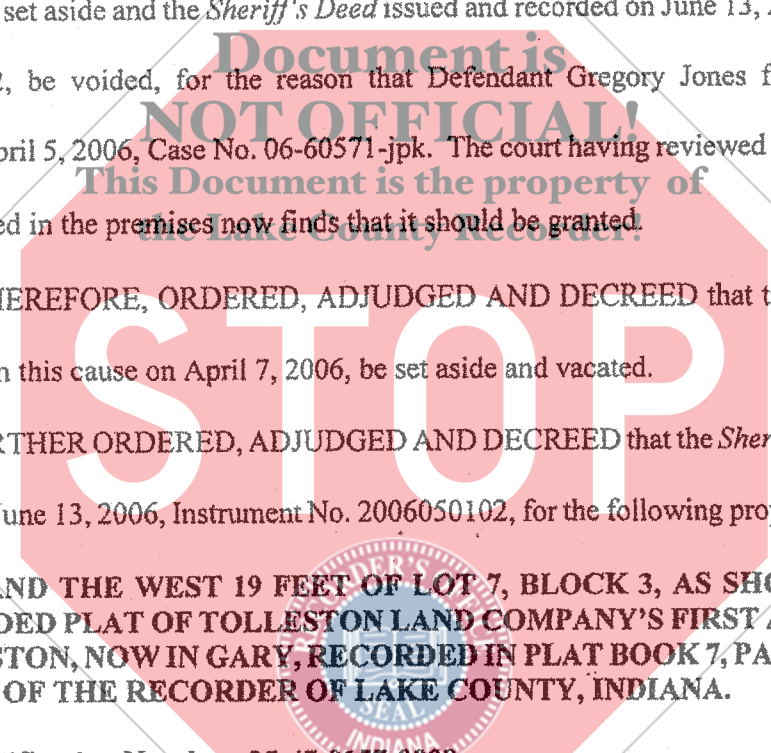 set aside and the Sheriff's Deed issued and recorded on June 13,
Document is
be voided, for the reason that Defendant Gregory Jones
NOT OFFICIAL!
5, 2006, Case No. 06-60571-jpk. The court having reviewed
This Document is the property of
in the premises now finds that it should be granted.
the Lake County Recorder!
HEREFORE, ORDERED, ADJUDGED AND DECREED that
this cause on April 7, 2006, be set aside and vacated.
STOP
RTHER ORDERED, ADJUDGED AND DECREED that the Sher
une 13, 2006, Instrument No. 2006050102, for the following pro
AND THE WEST 19 FEET OF LOT 7, BLOCK 3, AS SHO
DED PLAT OF TOLLESTON LAND COMPANY'S FIRST
STON, NOW IN GARY, RECORDED IN PLAT BOOK 7, PA
OF THE RECORDER OF LAKE COUNTY, INDIANA.
RECORDER'S OFFICE
SEAL
INDIANA